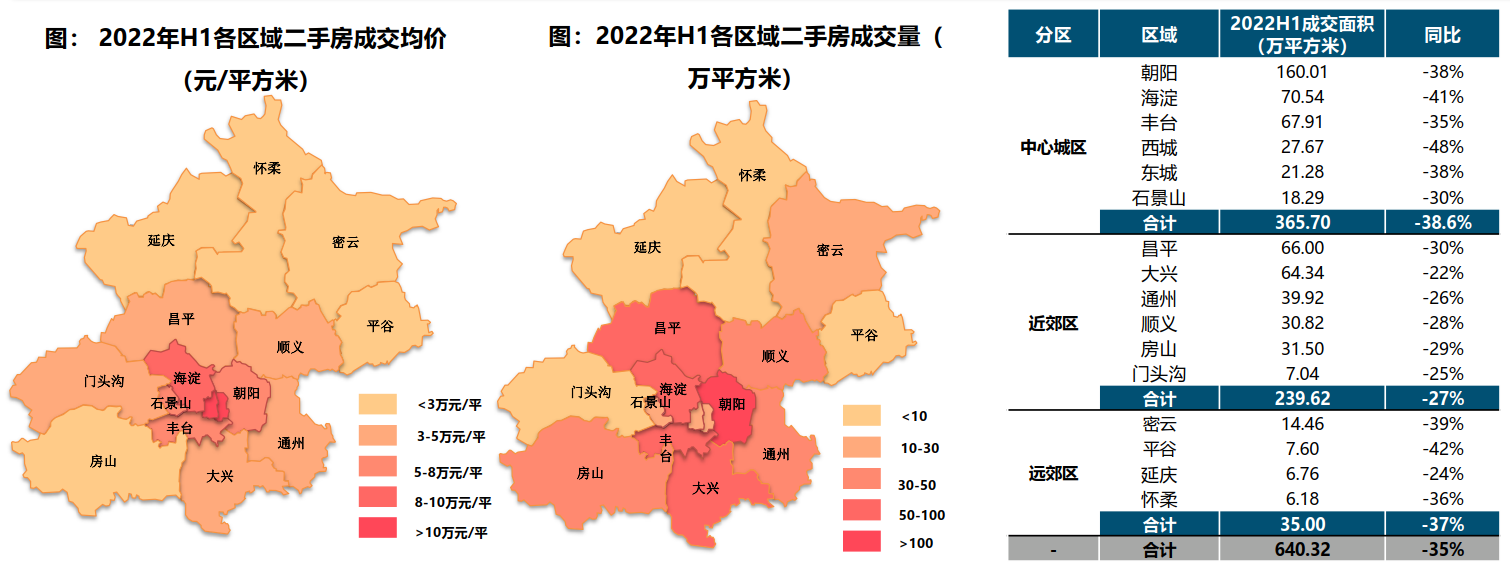 图： 2022年H1各区域二手房成交均价
（元/平方米）
怀柔
延庆
密云
昌平
平谷
顺义
门头沟
海淀
朝阳
石景山
丰台
通州
房山
大兴
<3万元/平
3-5万元/平
5-8万元/平
8-10万元/平
>10万元/平
图：2022年H1各区域二手房成交量（
万平方米）
怀柔
延庆
密云
昌平
平谷
顺义
门头沟
海淀
石景山
朝阳
丰
台
通州
房山
大兴
<10
10-30
30-50
50-100
>100
分区 区域 2022H1成交面积 同比
（万平方米）
朝阳 160.01 -38%
海淀 70.54 -41%
丰台 67.91 -35%
中心城区 西城 27.67 -48%
东城 21.28 -38%
石景山 18.29 -30%
合计 365.70 -38.6%
昌平 66.00 -30%
大兴 64.34 -22%
通州 39.92 -26%
近郊区 顺义 30.82 -28%
房山 31.50 -29%
门头沟 7.04 -25%
合计 239.62 -27%
密云 14.46 -39%
平谷 7.60 -42%
远郊区 延庆 6.76 -24%
怀柔 6.18 -36%
合计 35.00 -37%
- 合计 640.32 -35%